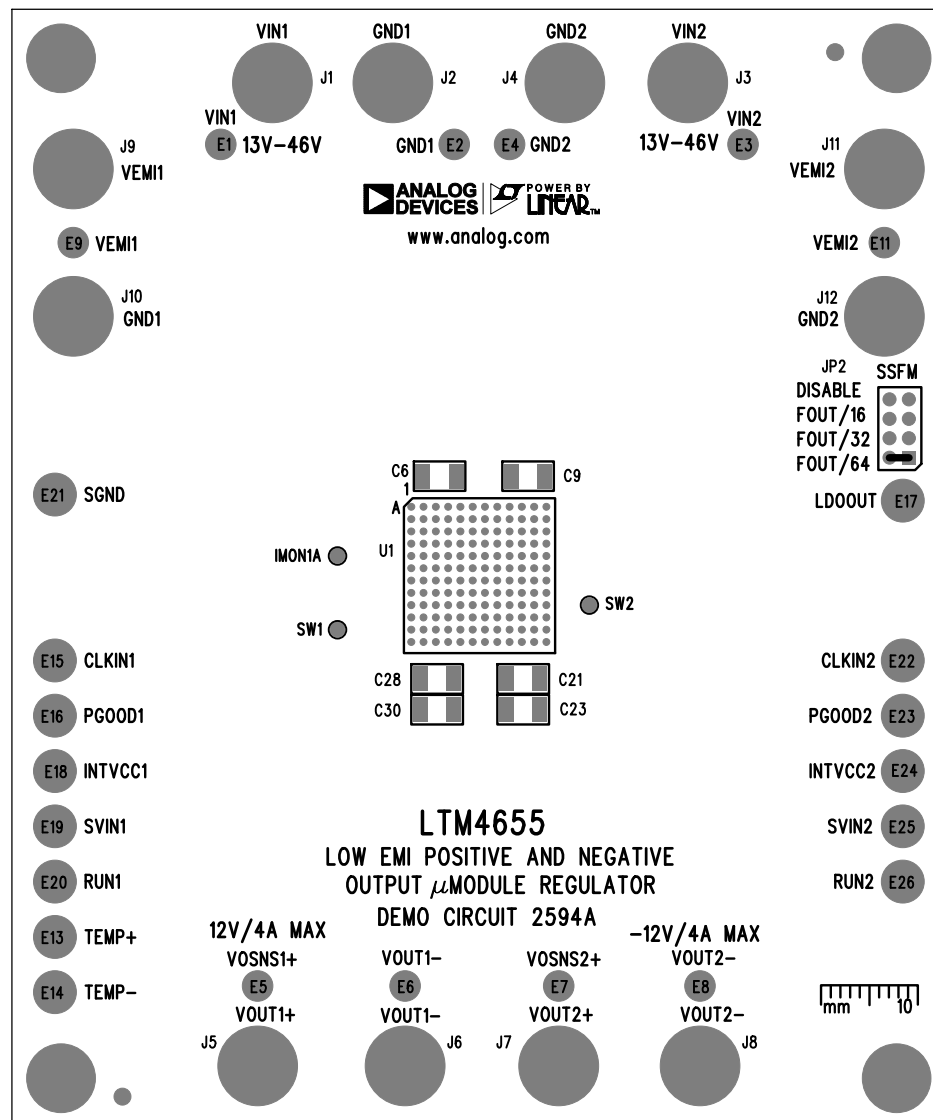 VIN1 GND1 GND2 VIN2
J1 J2 J4 J3
VIN1 VIN2
E1 13V-46V GND1 E2 E4 GND2 13V-46V E3
J9 J11
VEMI1 VEMI2
ANALOG DEVICES POWER BY LINEAR™
www.analog.com
E9 VEMI1 VEMI2 E11
J10 J12
GND1 GND2
JP2 SSFM
DISABLE
FOUT/16
FOUT/32
FOUT/64
C6 C9
1
A
E21 SGND LDOOUT E17
U1
IMON1A
SW2
SW1
E15 CLKIN1 CLKIN2 E22
C28 C21
C30 C23
E16 PGOOD1 PGOOD2 E23
E18 INTVCC1 INTVCC2 E24
E19 SVIN1 LTM4655 SVIN2 E25
LOW EMI POSITIVE AND NEGATIVE
E20 RUN1 OUTPUT µMODULE REGULATOR RUN2 E26
DEMO CIRCUIT 2594A
E13 TEMP+ 12V/4A MAX -12V/4A MAX
VOSNS1+ VOUT1- VOSNS2+ VOUT2-
E14 TEMP- E5 E6 E7 E8
mm 10
VOUT1+ VOUT1- VOUT2+ VOUT2-
J5 J6 J7 J8